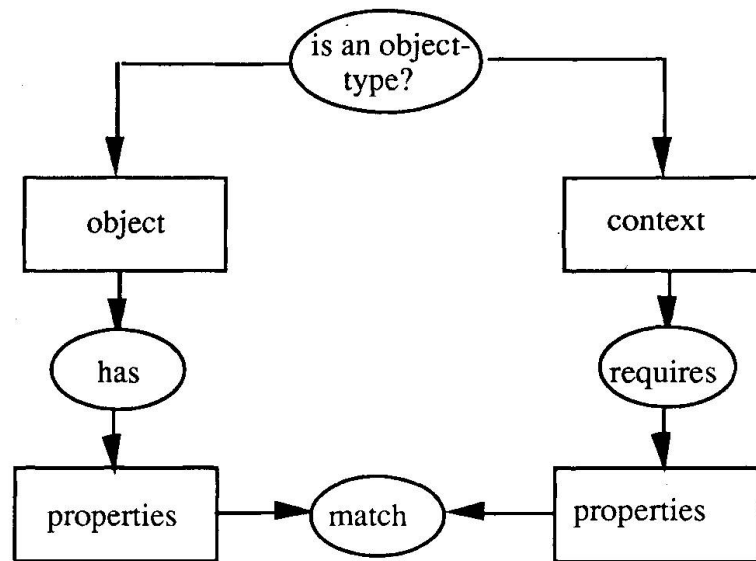 is an object-
type?
object
context
has
requires
properties
match
properties